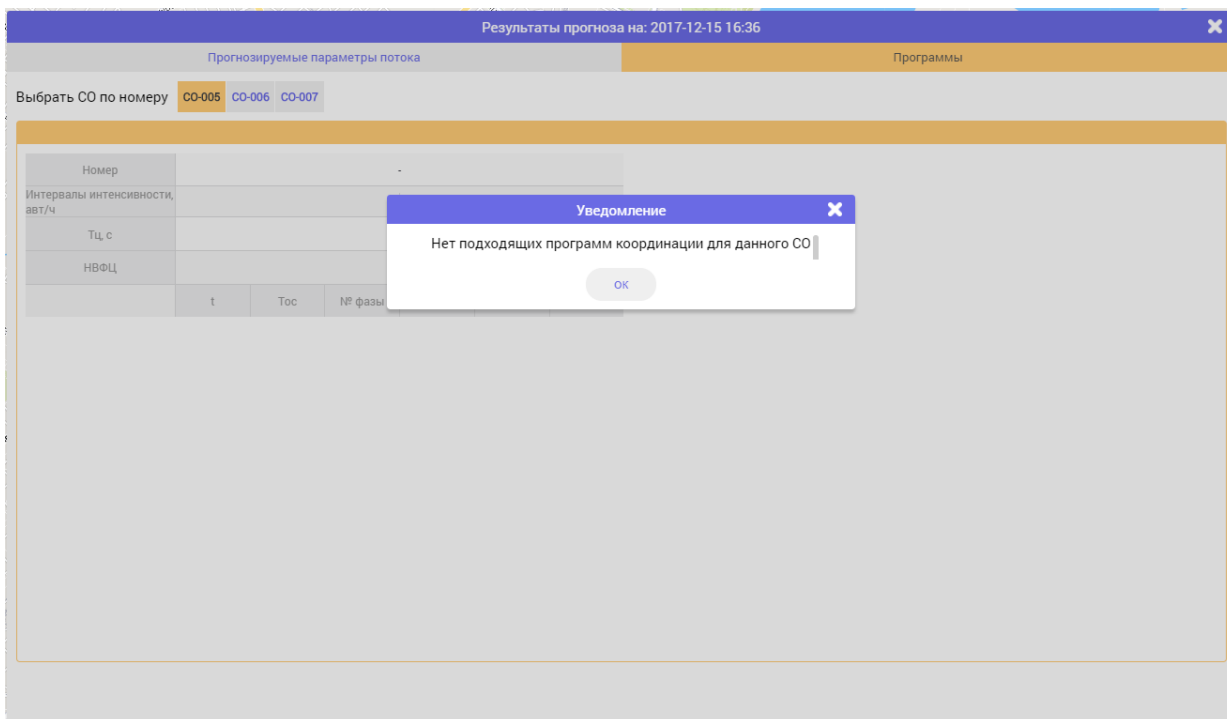 Результаты прогноза на: 2017-12-15 16:36
Прогнозируемые параметры потока
Программы
Выбрать СО по номеру СО-005 СО-006 СО-007
Номер -
Интервалы интенсивности,
авт/ч
Уведомление
Нет подходящих программ координации для данного СО
Тц, с
НВФЦ
ОК
t Тос № фазы